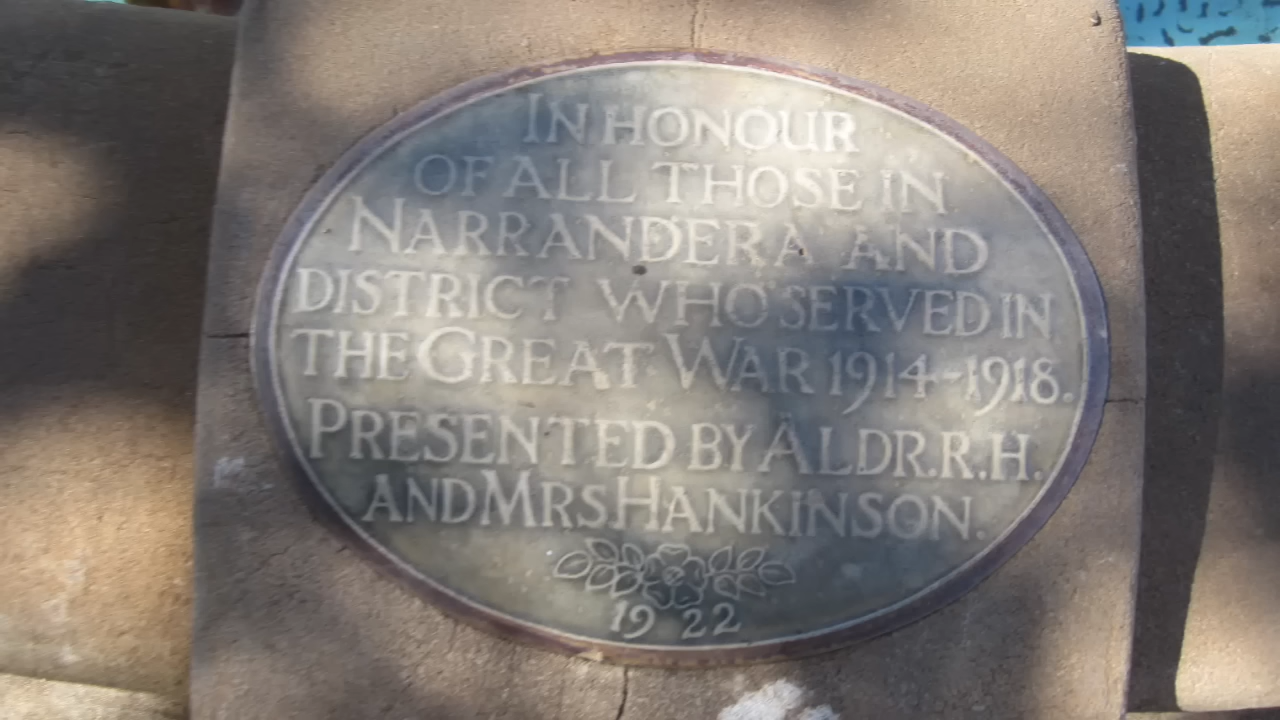 IN HONOUR
OF ALL THOSE IN
NARRANDERA AND
DISTRICT WHO SERVED IN
THE GREAT WAR 1914-1918.
PRESENTED BY ALDR. R. H.
AND MRS HANKINSON.
1922